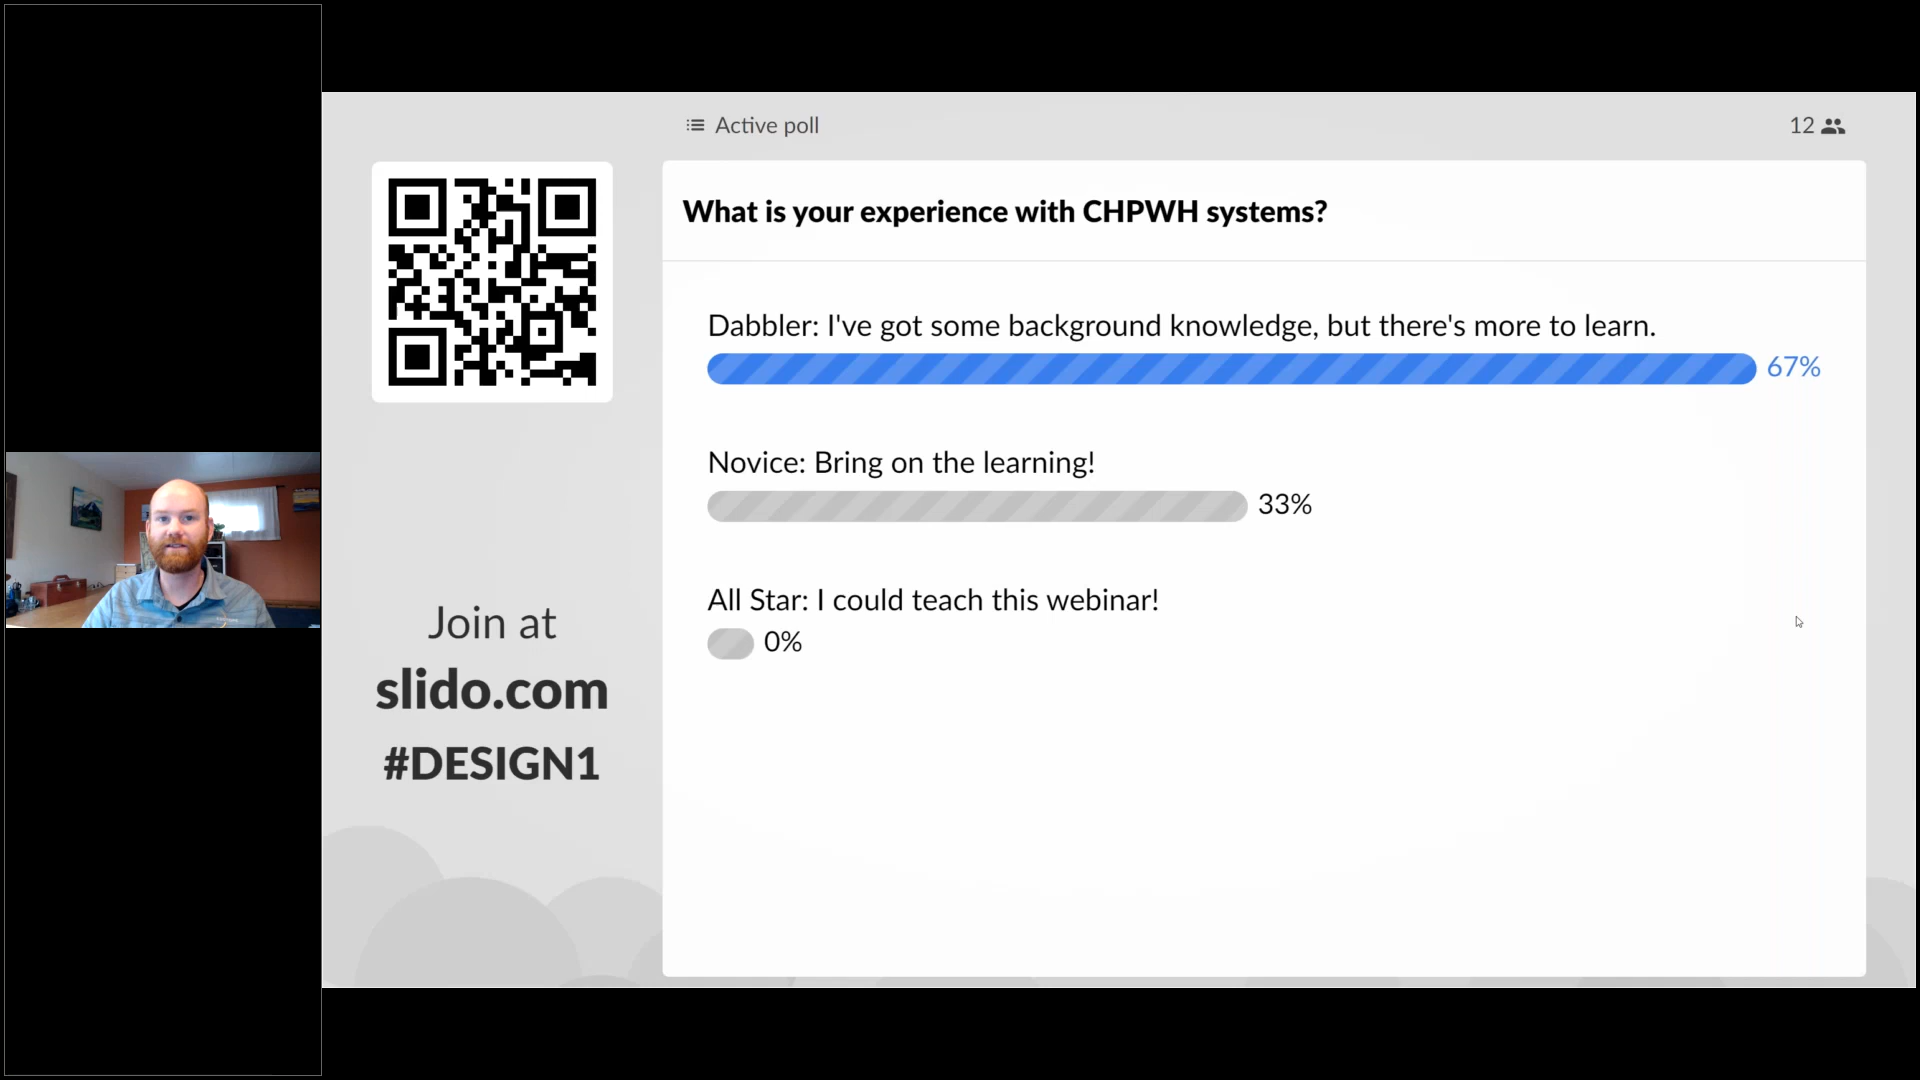 Active poll
12
What is your experience with CHPWH systems?
Dabbler: I've got some background knowledge, but there's more to learn.
67%
Novice: Bring on the learning!
33%
All Star: I could teach this webinar!
0%
Join at
slido.com
#DESIGN1